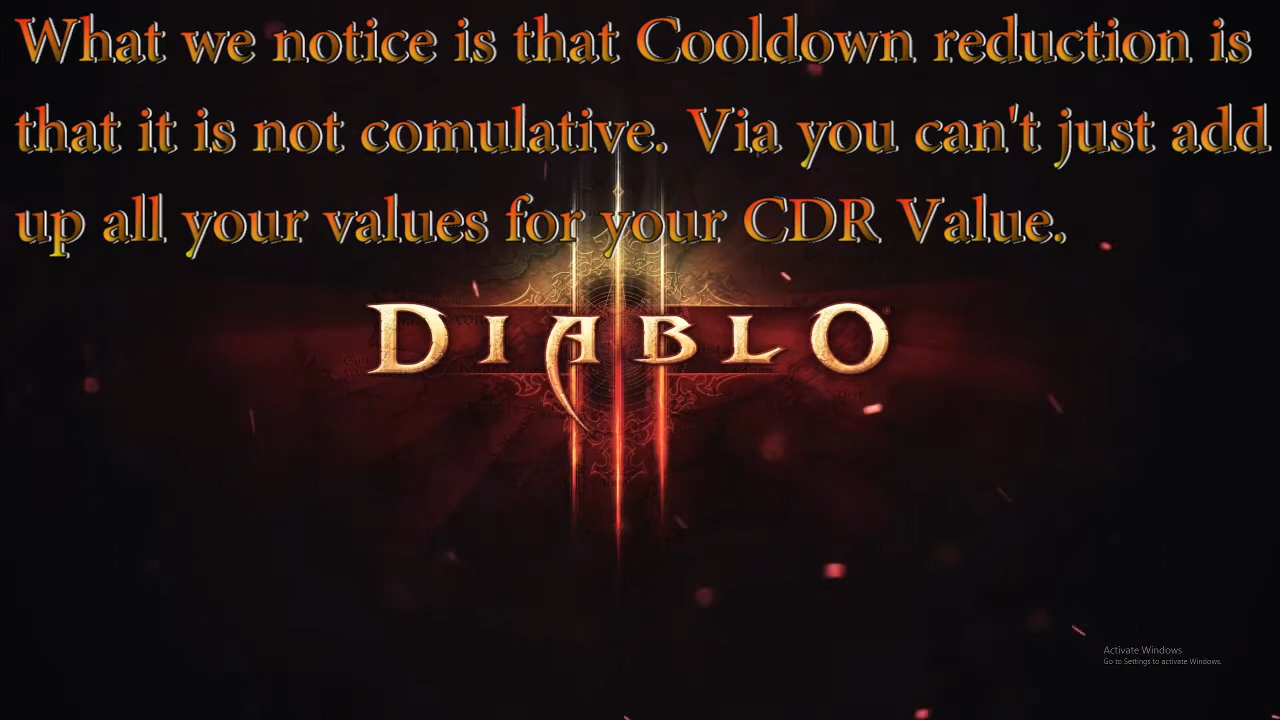 What we notice is that Cooldown reduction is
that it is not comulative. Via you can't just add
up all your values for your CDR Value.
DIABLO
Activate Windows
Go to Settings to activate Windows.